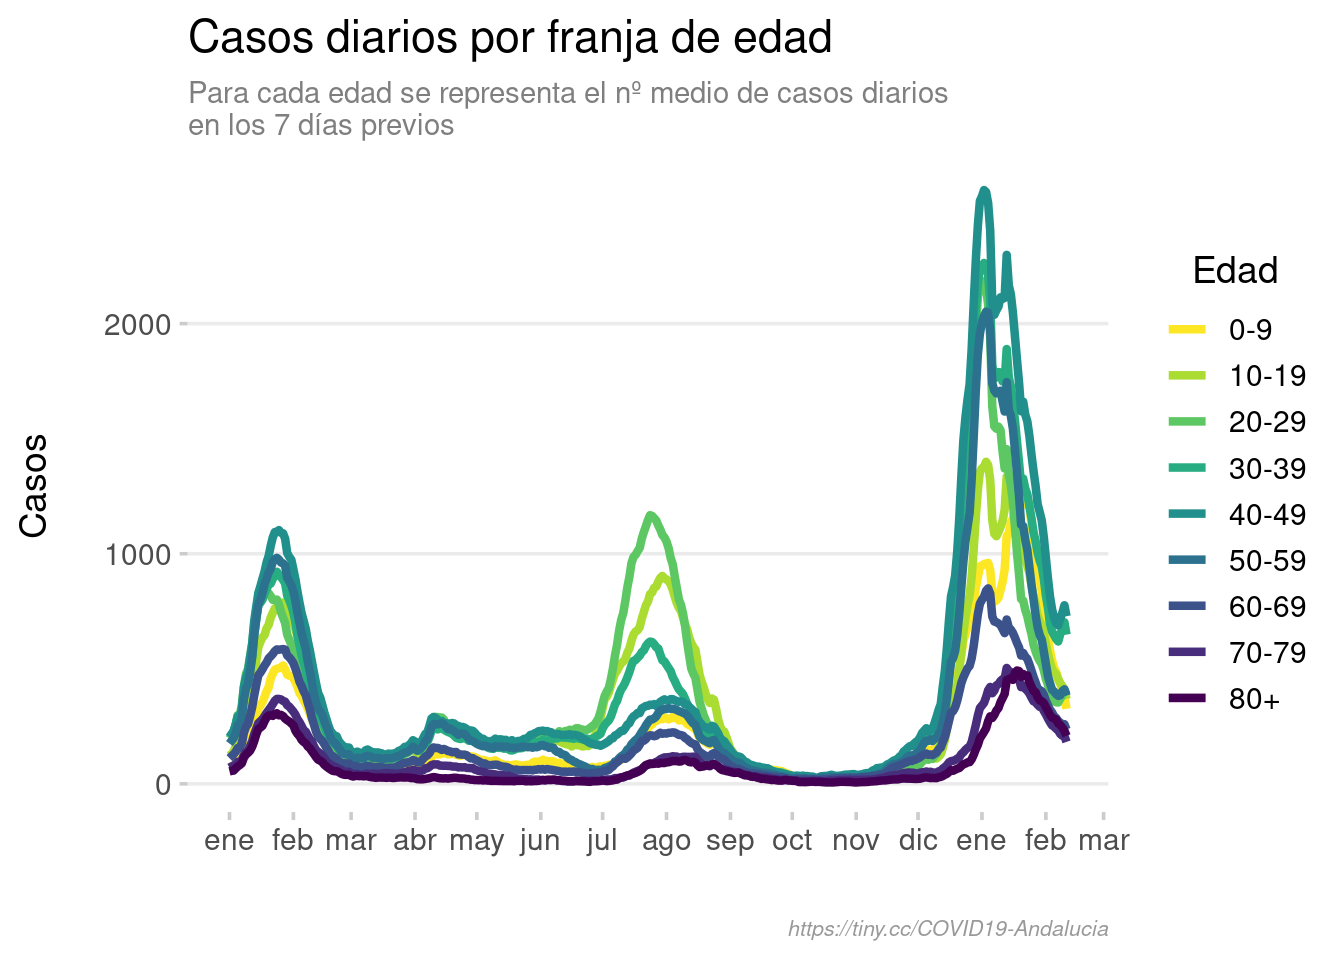 Casos diarios por franja de edad
Para cada edad se representa el nº medio de casos diarios
en los 7 días previos
Casos
2000
1000
0
ene feb mar abr may jun jul ago sep oct nov dic ene feb mar
Edad
0-9
10-19
20-29
30-39
40-49
50-59
60-69
70-79
80+
https://tiny.cc/COVID19-Andalucia